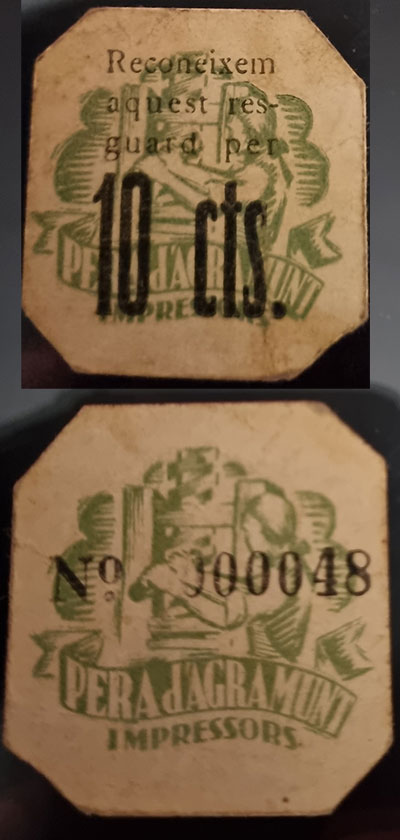 Reconeixem
aquest res-
guard per
10 cts.
PERA d'AGRAMUNT
IMPRESSORS
Nº 000048
PERA d'AGRAMUNT
IMPRESSORS